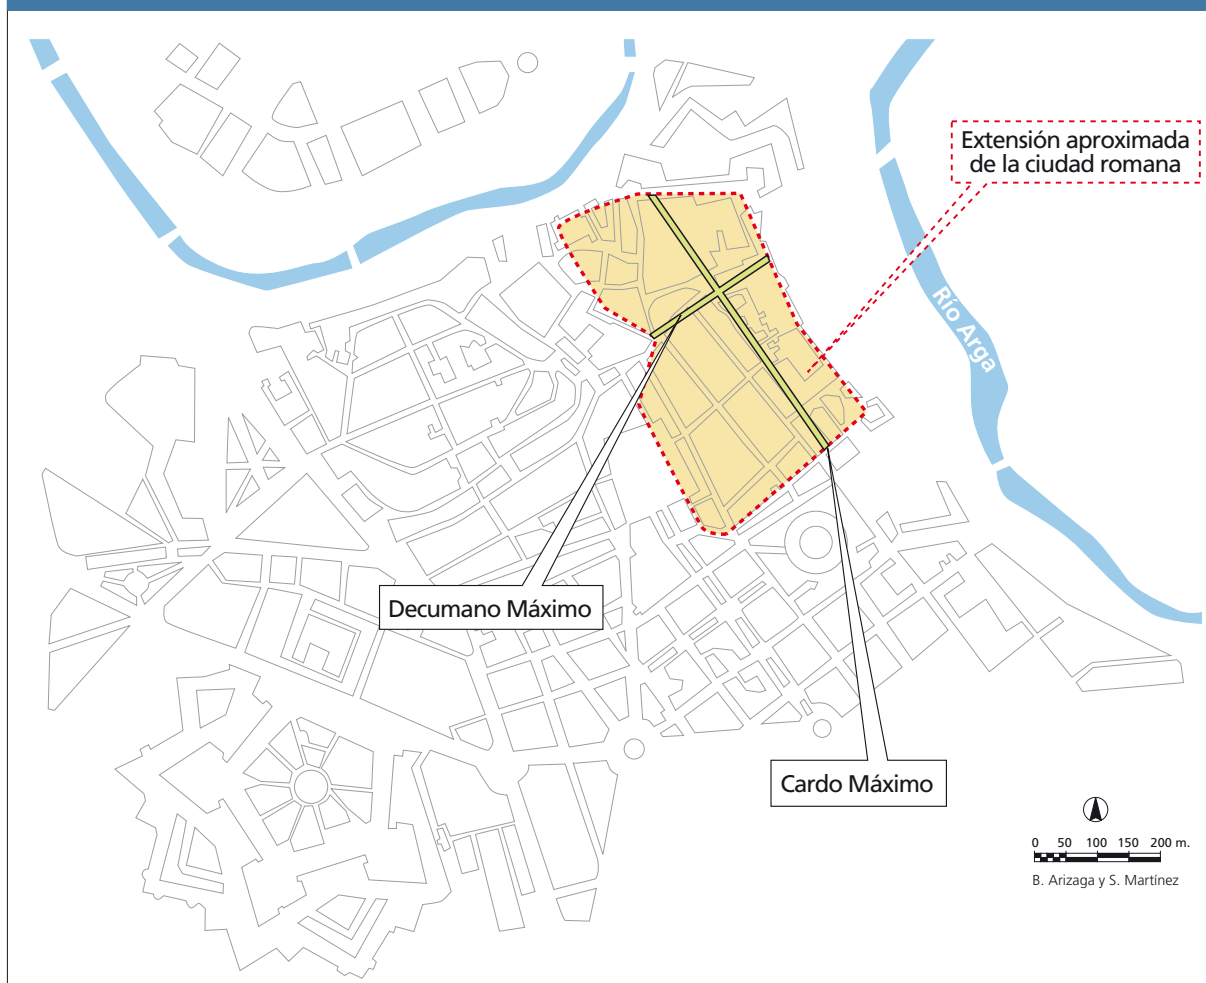 Extensión aproximada
de la ciudad romana
Río Arga
Decumano Máximo
Cardo Máximo
0 50 100 150 200 m.
B. Arizaga y S. Martínez